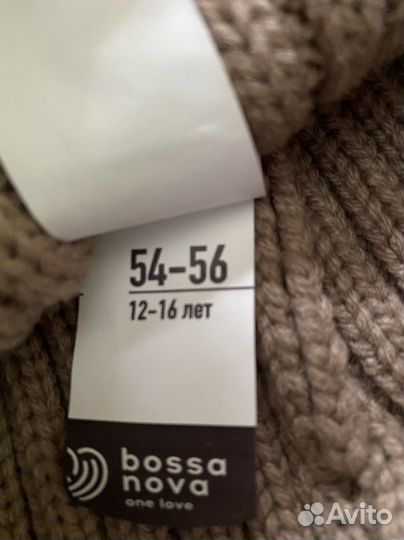 54-56
12-16 лет
bossa
nova
one love
Avito